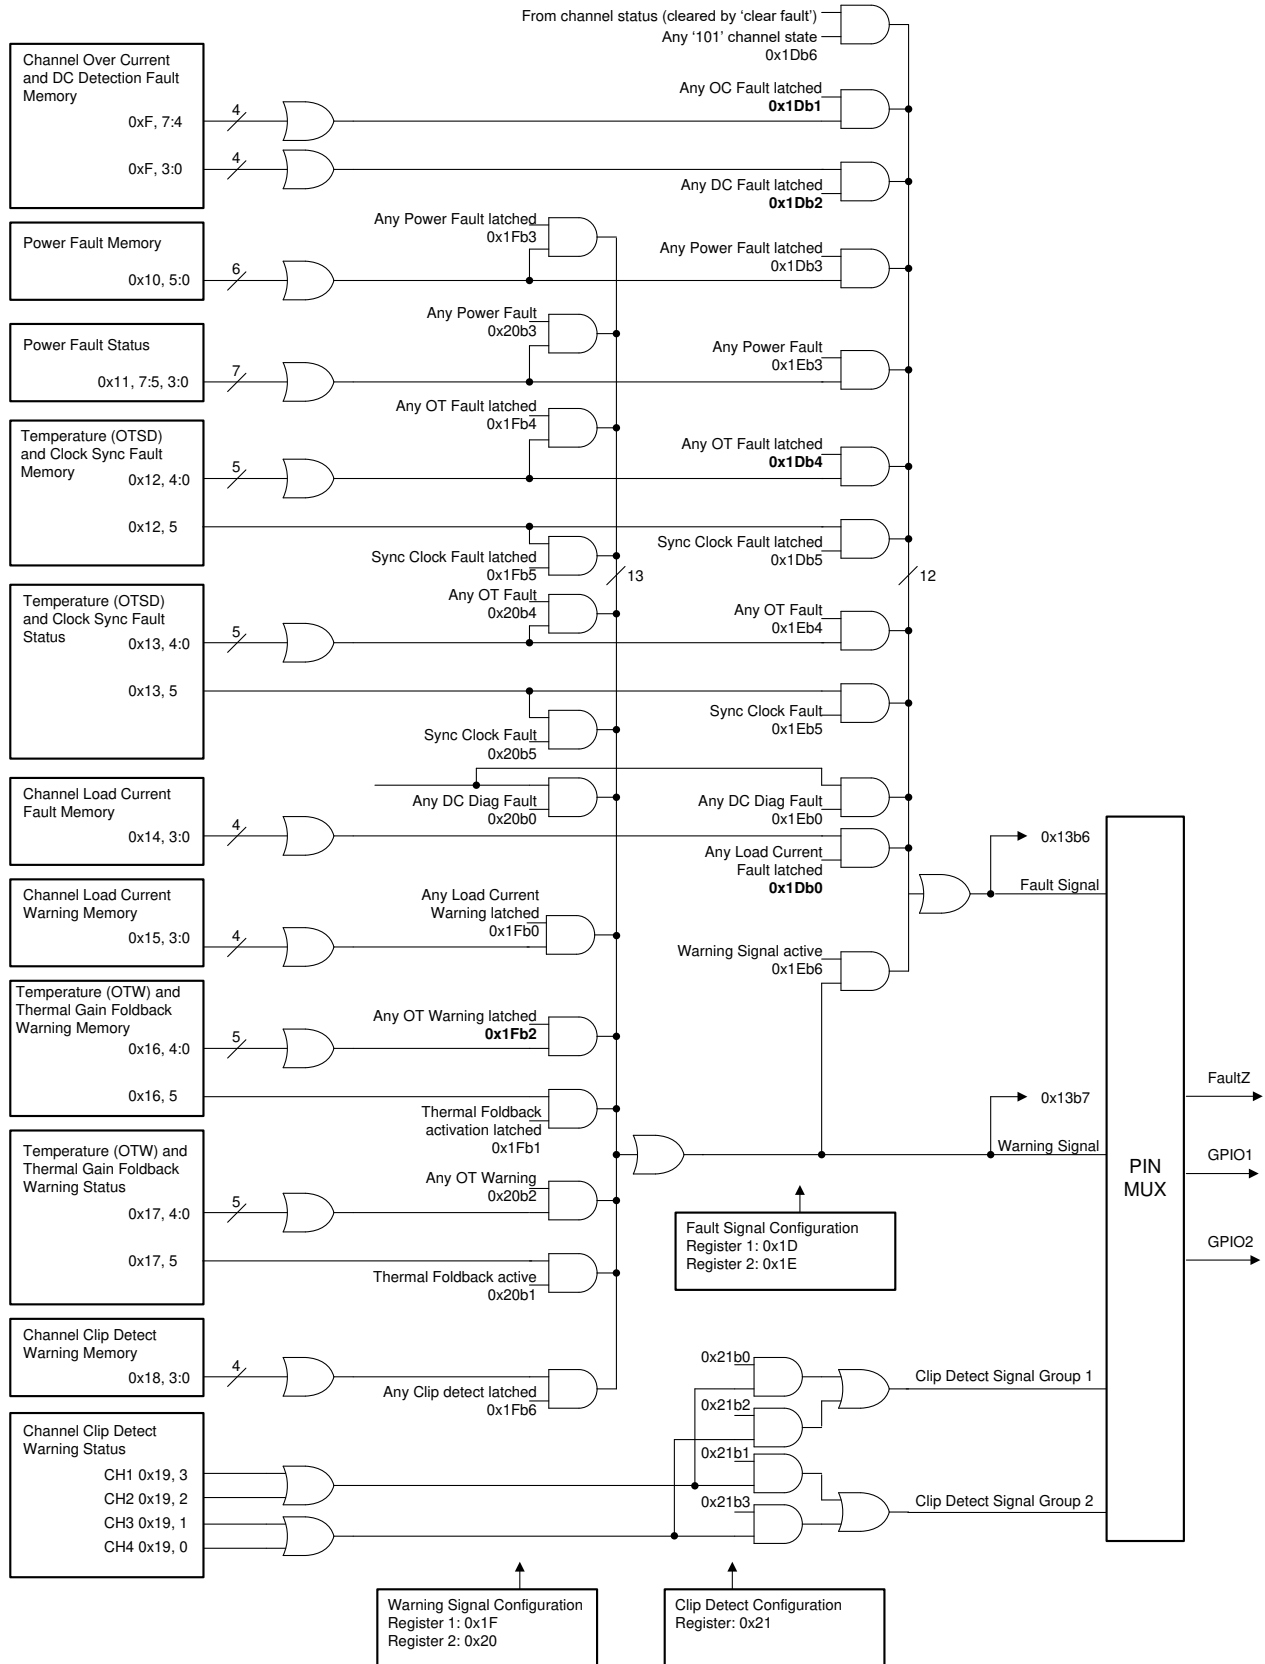 From channel status (cleared by 'clear fault')
Any '101' channel state
0x1Db6
Channel Over Current
and DC Detection Fault
Memory
0xF, 7:4
4
Any OC Fault latched
0x1Db1
0xF, 3:0
4
Any DC Fault latched
0x1Db2
Power Fault Memory
0x10, 5:0
6
Any Power Fault latched
0x1Fb3
Any Power Fault latched
0x1Db3
Power Fault Status
0x11, 7:5, 3:0
7
Any Power Fault
0x20b3
Any Power Fault
0x1Eb3
Temperature (OTSD)
and Clock Sync Fault
Memory
0x12, 4:0
5
Any OT Fault latched
0x1Fb4
Any OT Fault latched
0x1Db4
0x12, 5
Sync Clock Fault latched
0x1Fb5
Sync Clock Fault latched
0x1Db5
13
12
Temperature (OTSD)
and Clock Sync Fault
Status
0x13, 4:0
5
Any OT Fault
0x20b4
Any OT Fault
0x1Eb4
0x13, 5
Sync Clock Fault
0x20b5
Sync Clock Fault
0x1Eb5
Any DC Diag Fault
0x20b0
Any DC Diag Fault
0x1Eb0
Channel Load Current
Fault Memory
0x14, 3:0
4
Any Load Current
Fault latched
0x1Db0
0x13b6
Fault Signal
Channel Load Current
Warning Memory
0x15, 3:0
4
Any Load Current
Warning latched
0x1Fb0
Warning Signal active
0x1Eb6
Temperature (OTW) and
Thermal Gain Foldback
Warning Memory
0x16, 4:0
5
Any OT Warning latched
0x1Fb2
0x16, 5
Thermal Foldback
activation latched
0x1Fb1
0x13b7
Warning Signal
PIN
MUX
FaultZ
GPIO1
GPIO2
Temperature (OTW) and
Thermal Gain Foldback
Warning Status
0x17, 4:0
5
Any OT Warning
0x20b2
0x17, 5
Thermal Foldback active
0x20b1
Fault Signal Configuration
Register 1: 0x1D
Register 2: 0x1E
Channel Clip Detect
Warning Memory
0x18, 3:0
4
Any Clip detect latched
0x1Fb6
0x21b0
0x21b2
0x21b1
0x21b3
Clip Detect Signal Group 1
Clip Detect Signal Group 2
Channel Clip Detect
Warning Status
CH1 0x19, 3
CH2 0x19, 2
CH3 0x19, 1
CH4 0x19, 0
Warning Signal Configuration
Register 1: 0x1F
Register 2: 0x20
Clip Detect Configuration
Register: 0x21